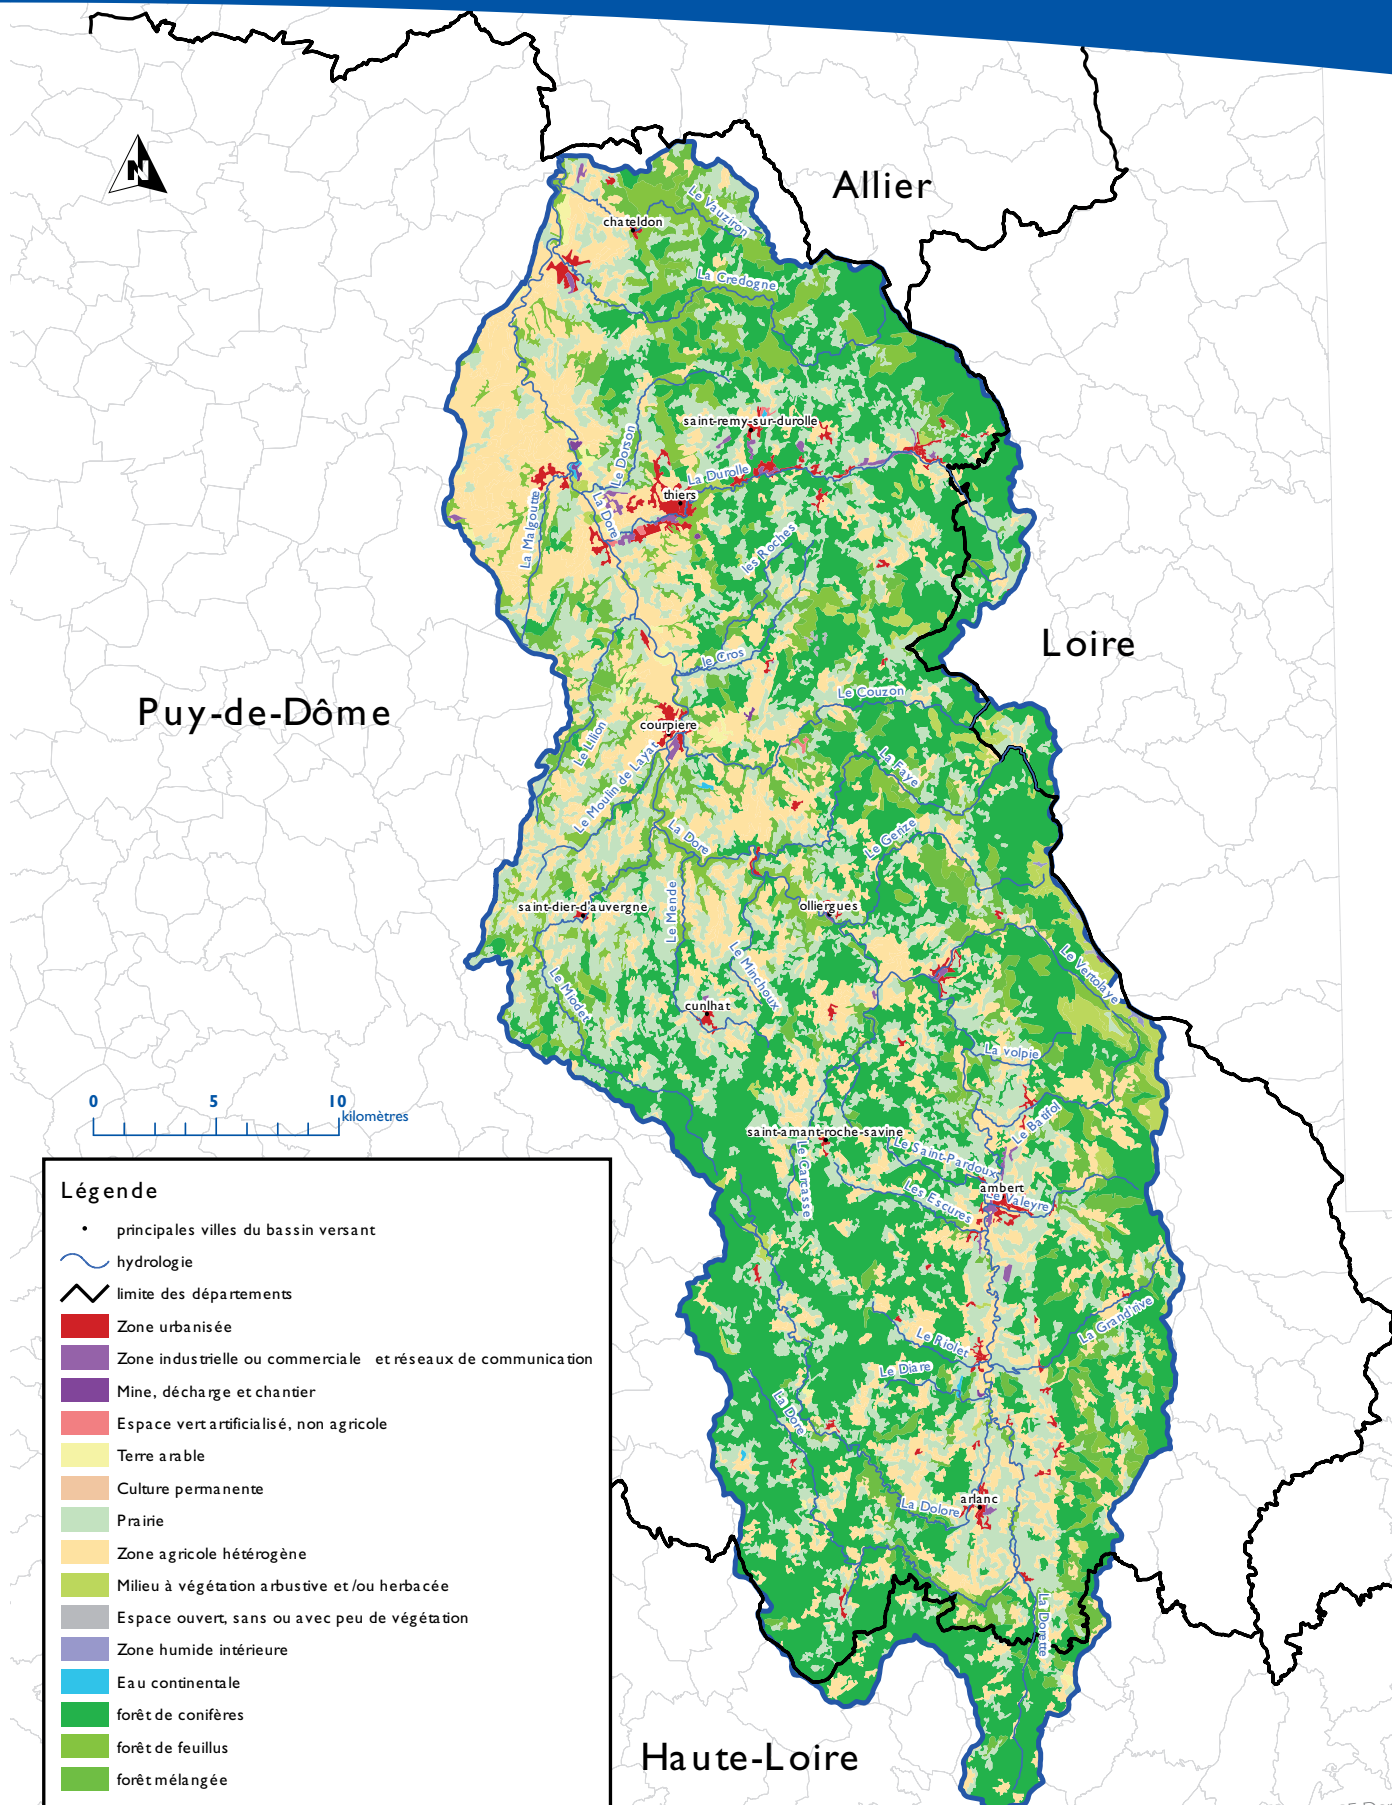 N
Allier
Le Vauziron
chateldon
La Credogne
saint-remy-sur-durolle
Le Dorson
La Durolle
thiers
La Dore
La Malgoutte
les Roches
Loire
le Cros
Puy-de-Dôme
Le Couzon
courpiere
Le Lilion
Le Moulin de Layat
La Faye
La Dore
Le Genze
saint-dier-d'auvergne
Le Mende
olliergues
Le Minchoux
Le Vertolaye
Le Miodet
cunlhat
La volpie
0 5 10
kilomètres
Le Batifol
saint-amant-roche-savine
Le Carcasse
Le Saint-Pardoux
ambert
Le Valeyre
Les Escures
La Grand'rive
Le Riolet
Le Diare
La Dore
arlanc
La Dolore
La Dorette
Haute-Loire
Légende
principales villes du bassin versant
hydrologie
limite des départements
Zone urbanisée
Zone industrielle ou commerciale et réseaux de communication
Mine, décharge et chantier
Espace vert artificialisé, non agricole
Terre arable
Culture permanente
Prairie
Zone agricole hétérogène
Milieu à végétation arbustive et/ou herbacée
Espace ouvert, sans ou avec peu de végétation
Zone humide intérieure
Eau continentale
forêt de conifères
forêt de feuillus
forêt mélangée